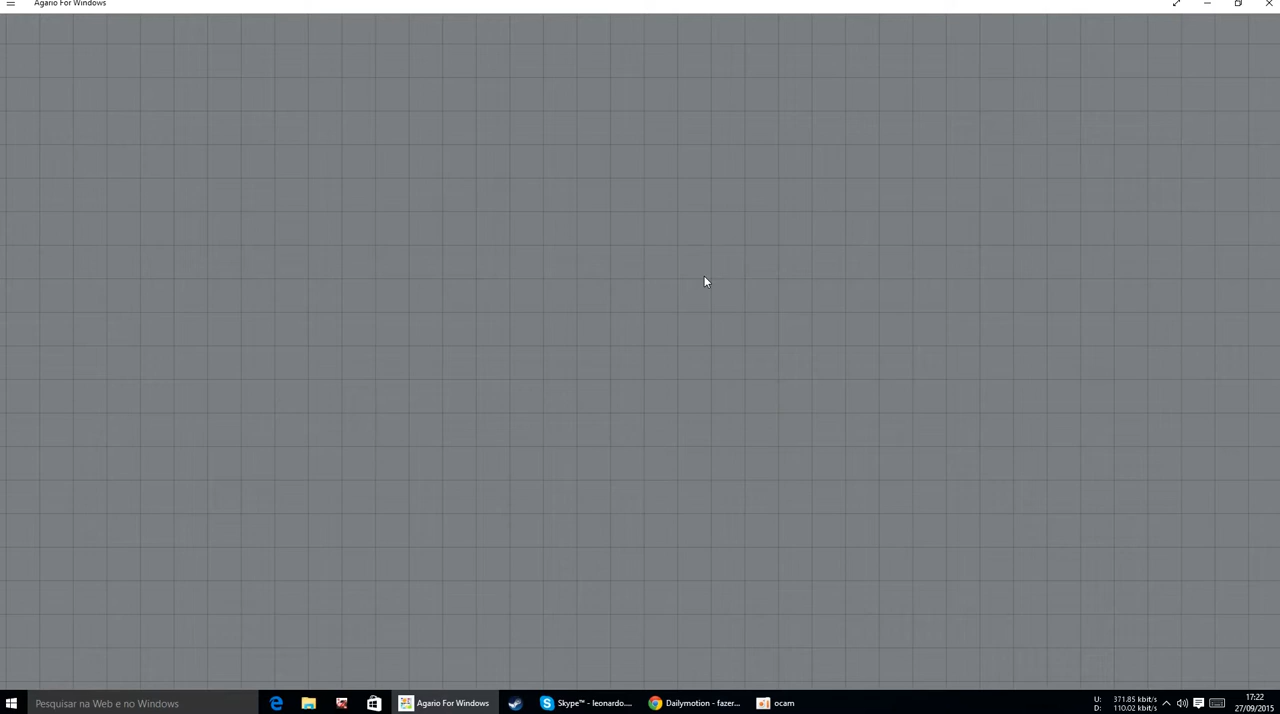 Agario For Windows
Pesquisar na Web e no Windows
Agario For Windows
Skype™ - leonardo....
Dailymotion - fazer...
ocam
U: 371.85 kbit/s
D: 110.02 kbit/s
17:22
27/09/2015